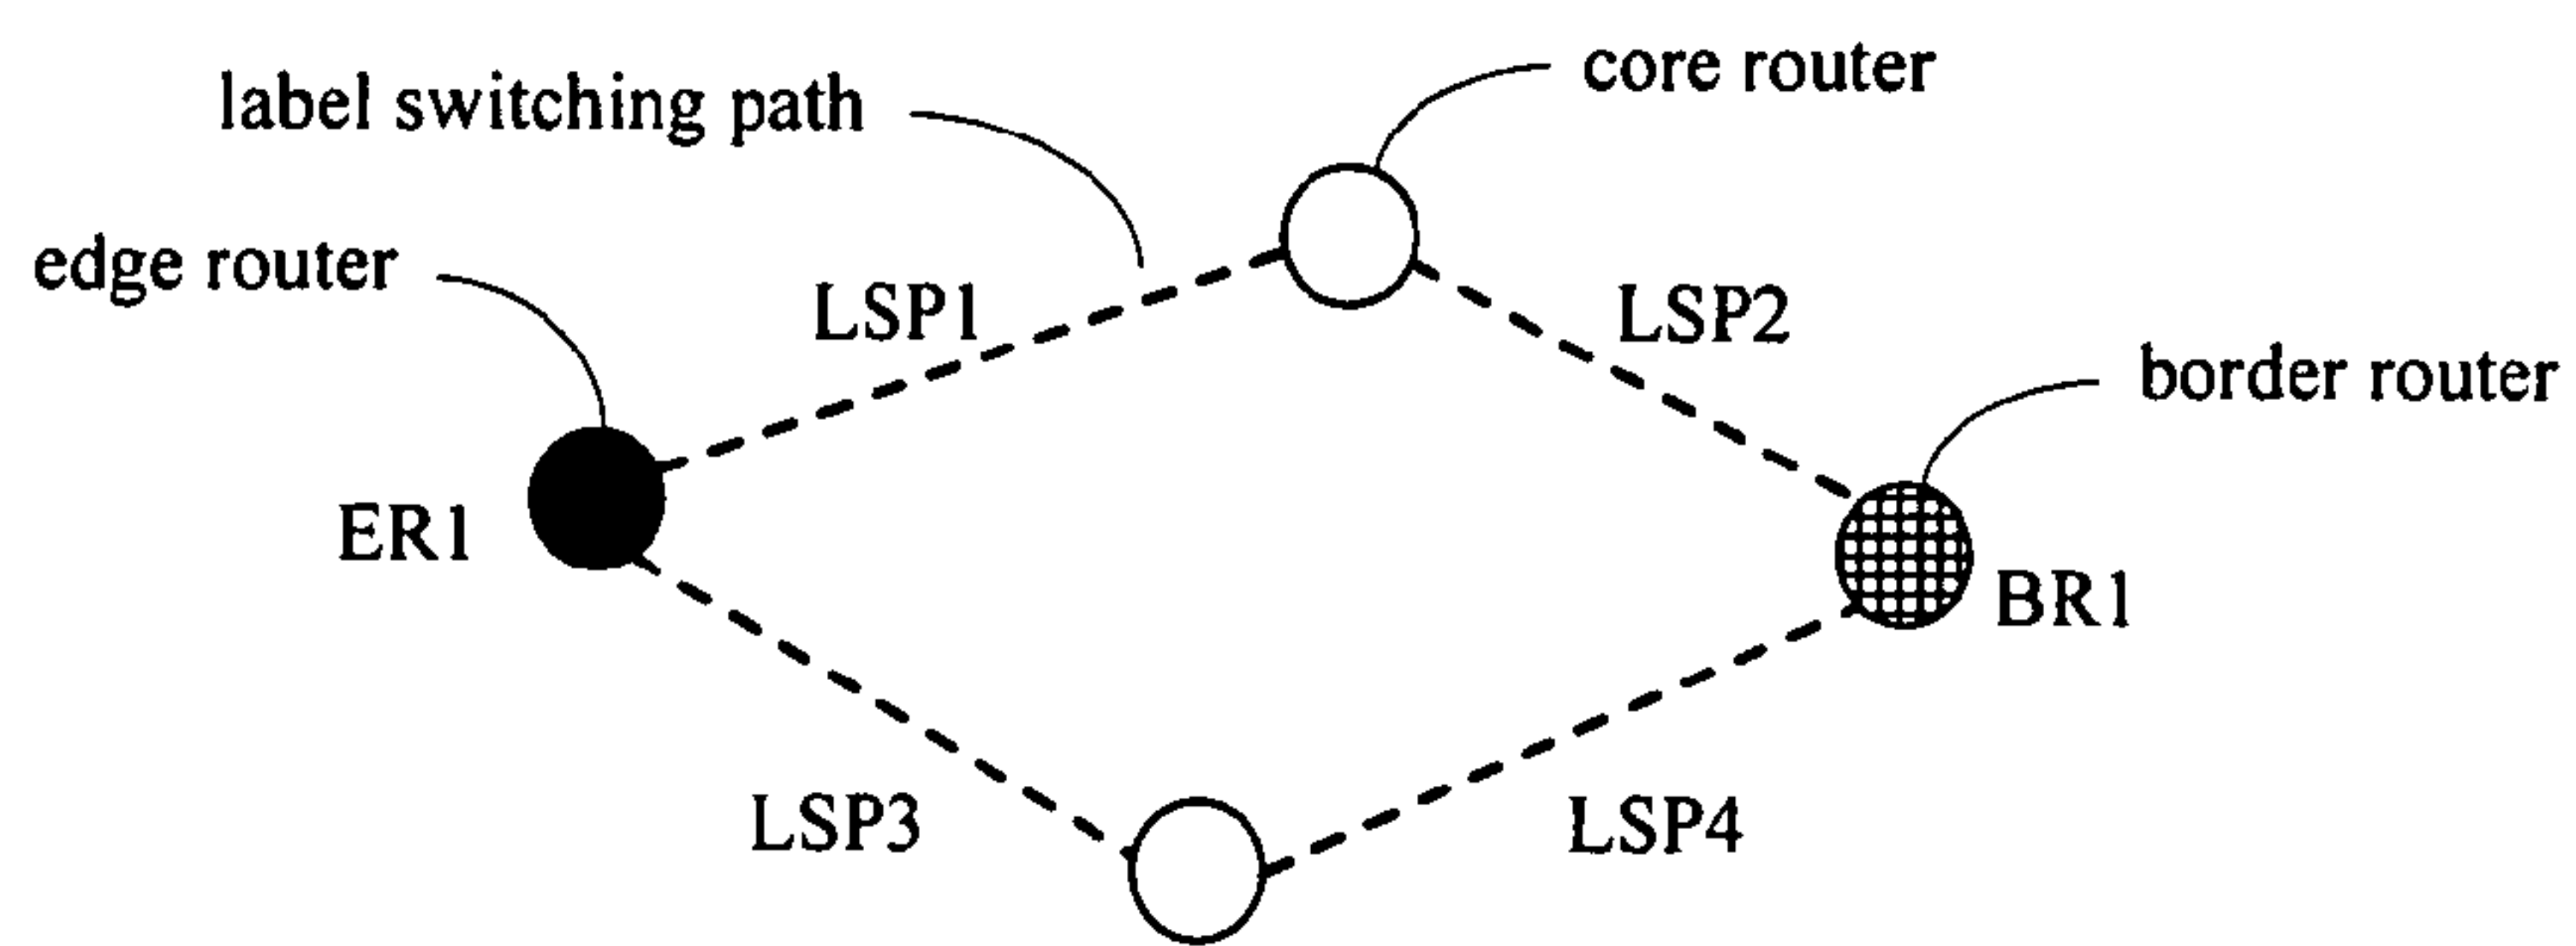 core router
label switching path
edge router
LSP1
LSP2
border router
ER1
BR1
LSP3
LSP4